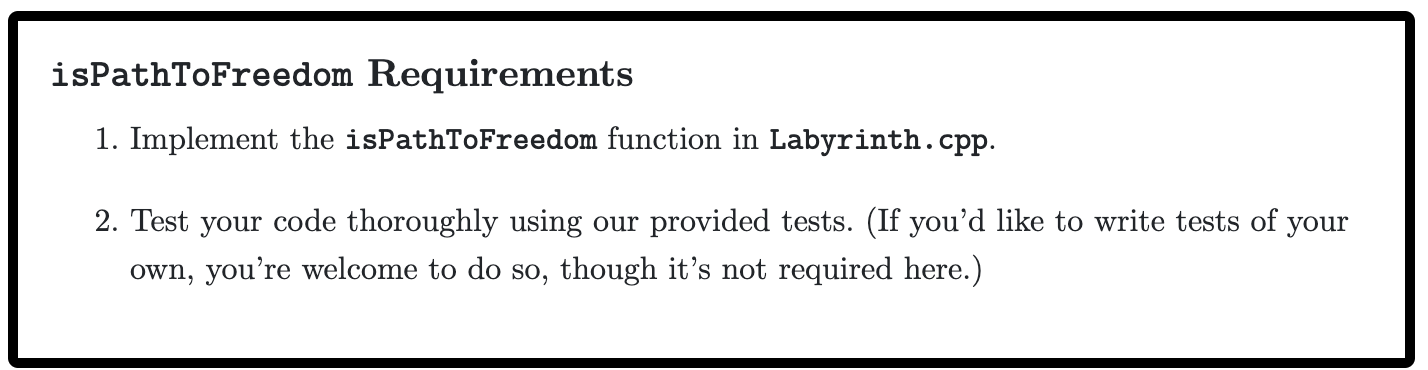 isPathToFreedom Requirements
1. Implement the isPathToFreedom function in Labyrinth.cpp.
2. Test your code thoroughly using our provided tests. (If you’d like to write tests of your
own, you’re welcome to do so, though it’s not required here.)